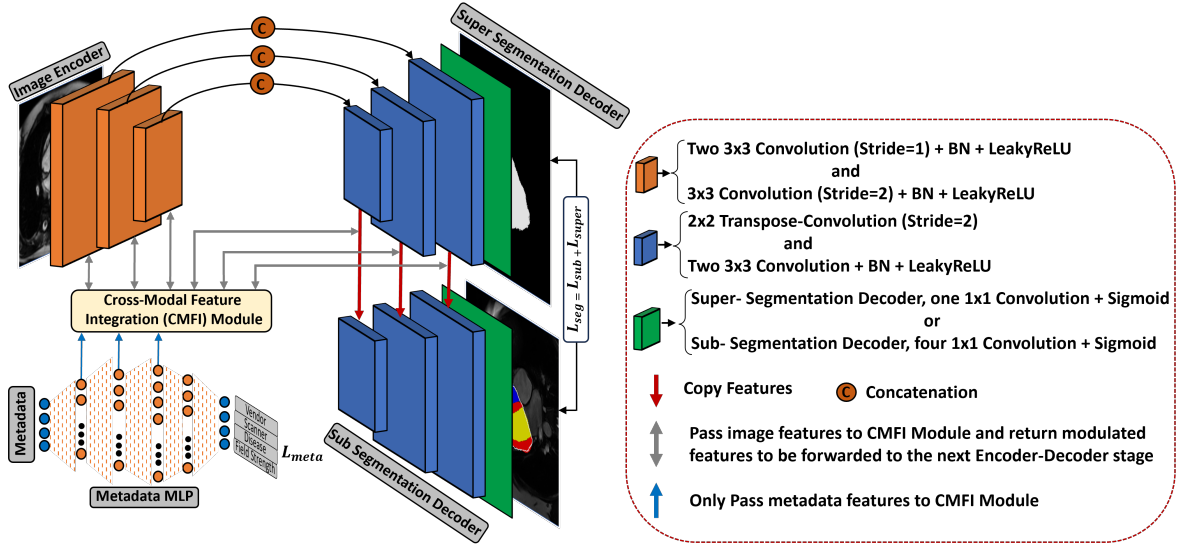 Image Encoder
C
C
C
Super Segmentation Decoder
Cross-Modal Feature
Integration (CMFI) Module
Metadata
Metadata MLP
Vendor
Scanner
Disease
Field Strength
L_meta
Sub Segmentation Decoder
L_seg = L_sub + L_super
Two 3x3 Convolution (Stride=1) + BN + LeakyReLU
and
3x3 Convolution (Stride=2) + BN + LeakyReLU
2x2 Transpose-Convolution (Stride=2)
and
Two 3x3 Convolution + BN + LeakyReLU
Super- Segmentation Decoder, one 1x1 Convolution + Sigmoid
or
Sub- Segmentation Decoder, four 1x1 Convolution + Sigmoid
Copy Features
C Concatenation
Pass image features to CMFI Module and return modulated
features to be forwarded to the next Encoder-Decoder stage
Only Pass metadata features to CMFI Module